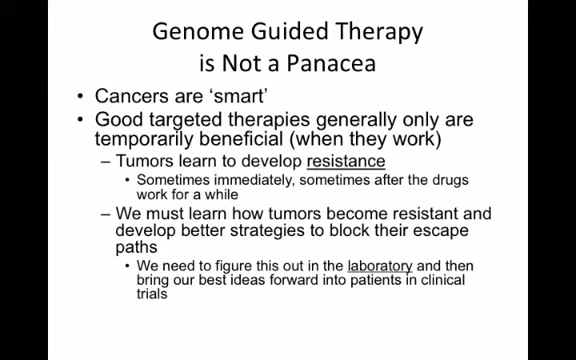 Genome Guided Therapy
is Not a Panacea
• Cancers are ‘smart’
• Good targeted therapies generally only are
temporarily beneficial (when they work)
– Tumors learn to develop resistance
• Sometimes immediately, sometimes after the drugs
work for a while
– We must learn how tumors become resistant and
develop better strategies to block their escape
paths
• We need to figure this out in the laboratory and then
bring our best ideas forward into patients in clinical
trials